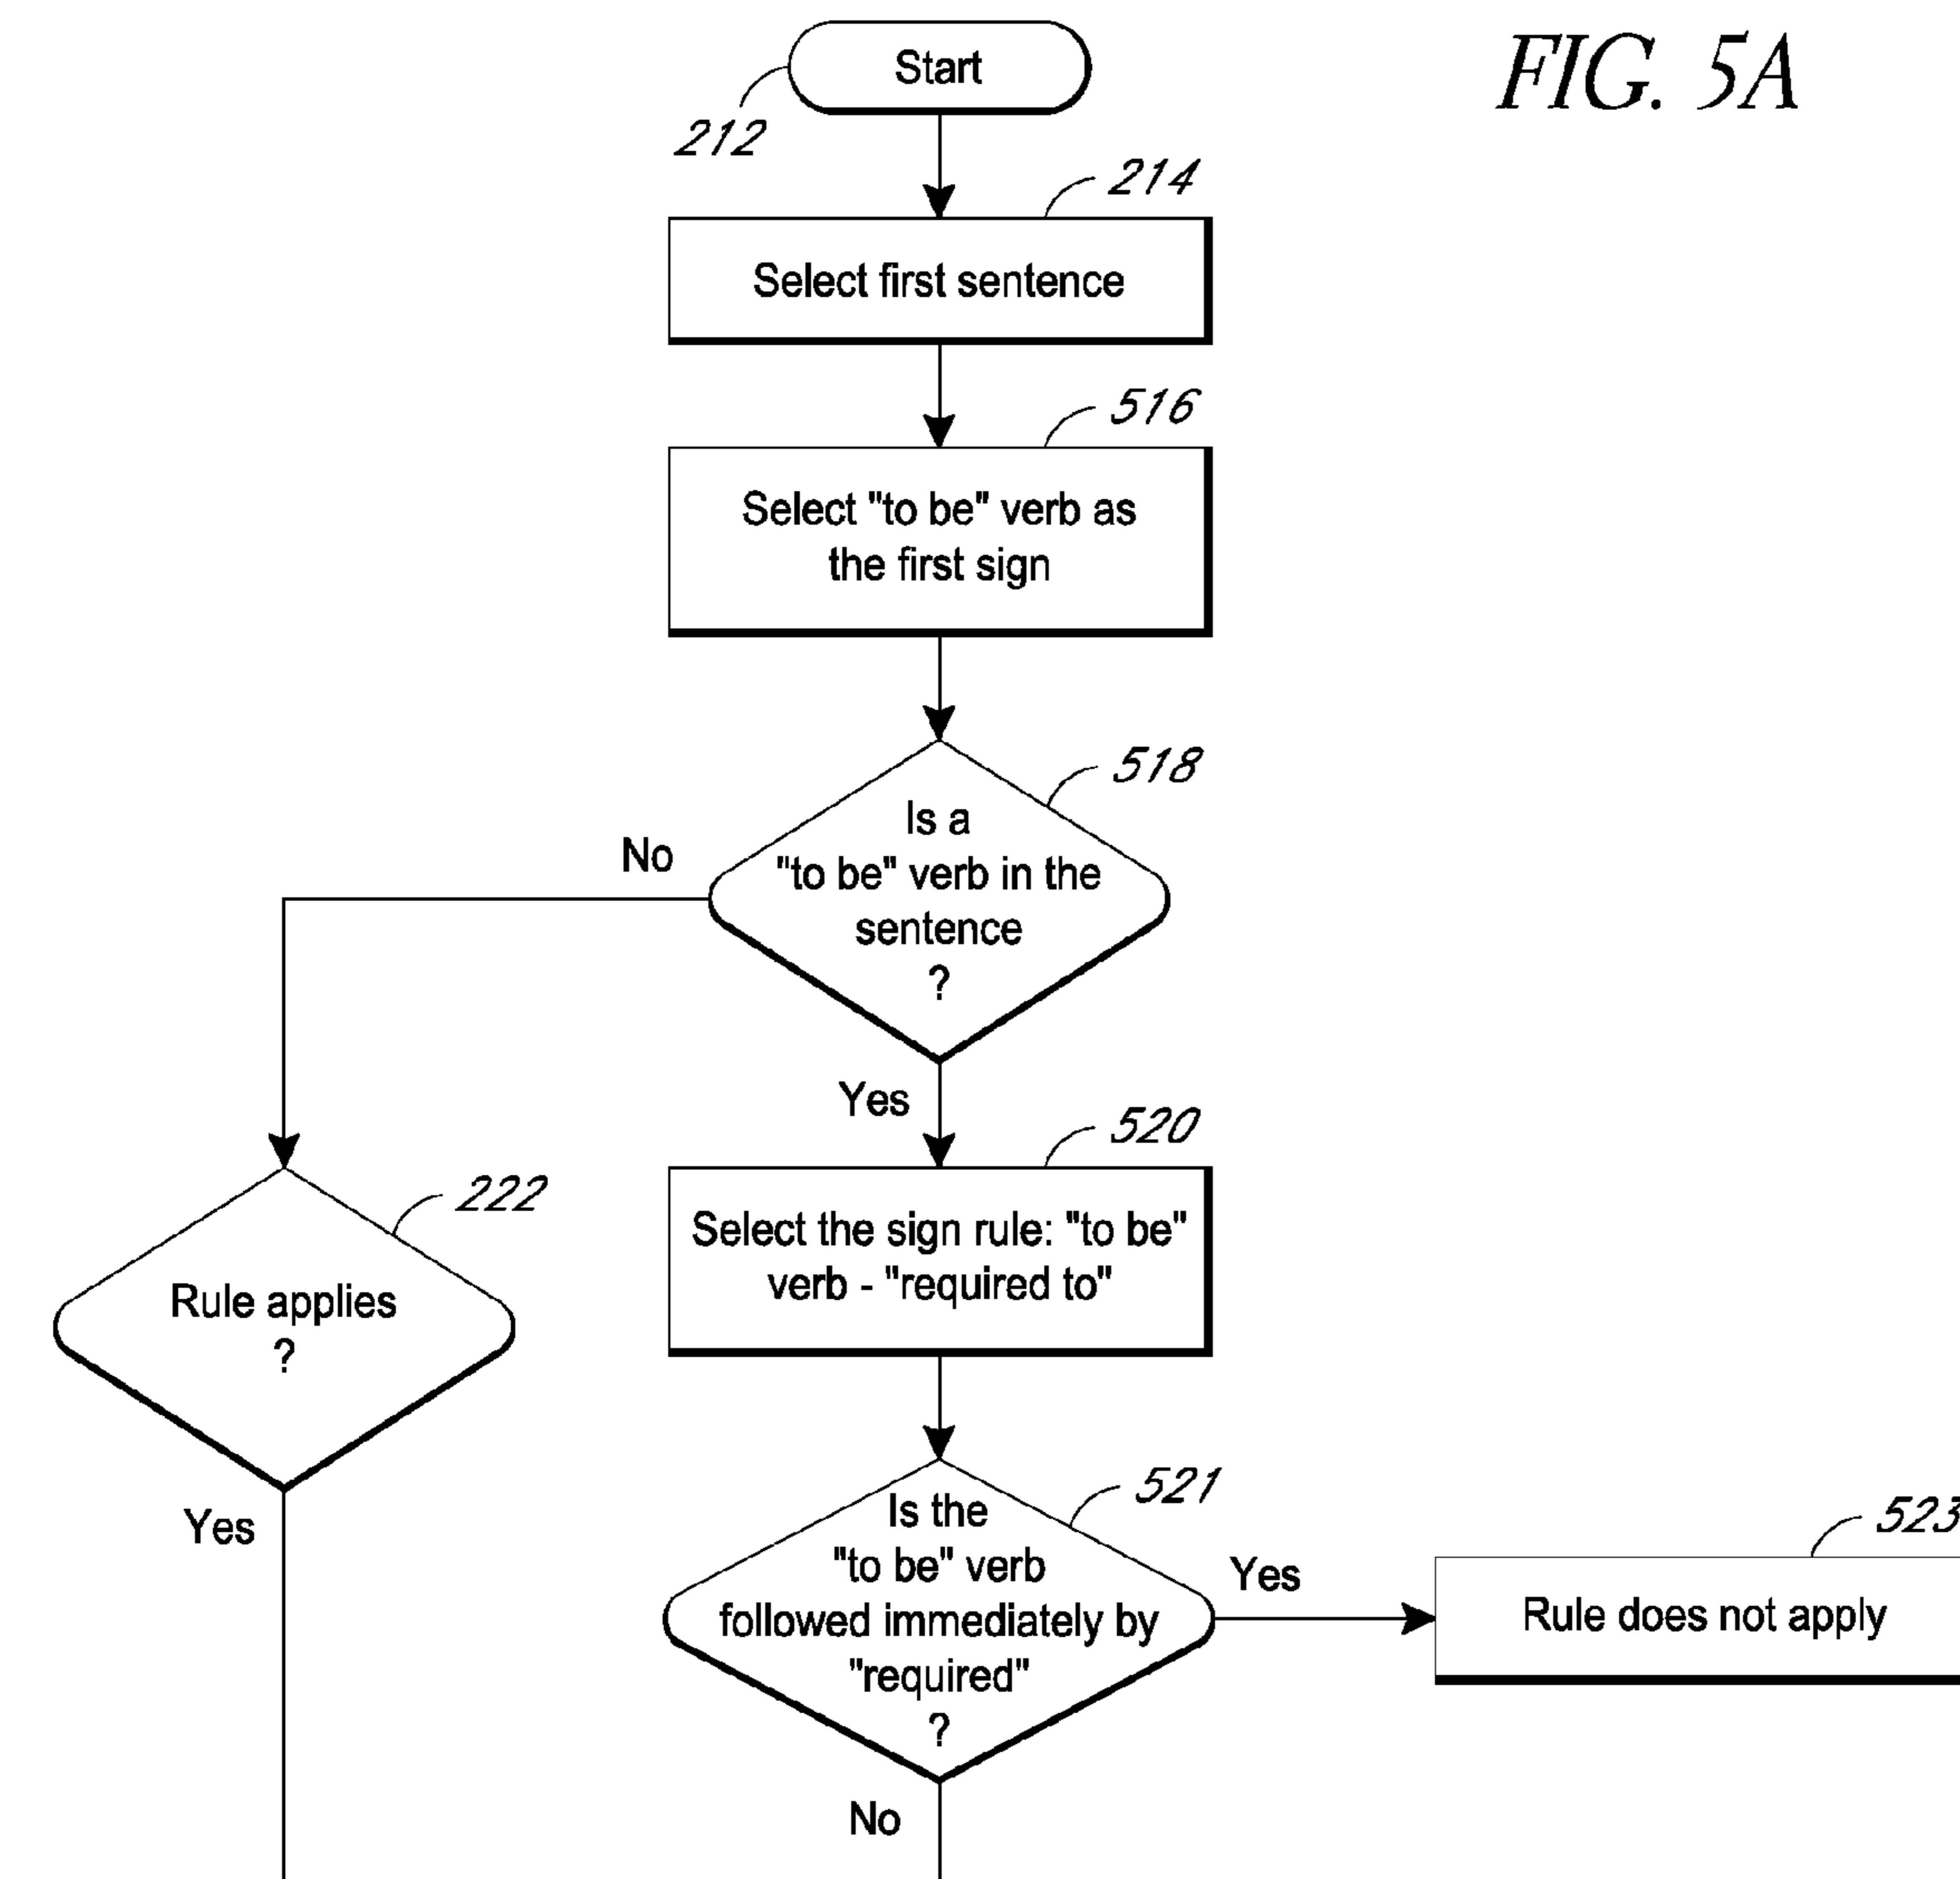 FIG. 5A
Start
212
214
Select first sentence
516
Select "to be" verb as
the first sign
518
Is a
"to be" verb in the
sentence
?
No
Yes
520
Select the sign rule: "to be"
verb - "required to"
222
Rule applies
?
Yes
521
Is the
"to be" verb
followed immediately by
"required"
?
Yes
523
Rule does not apply
No